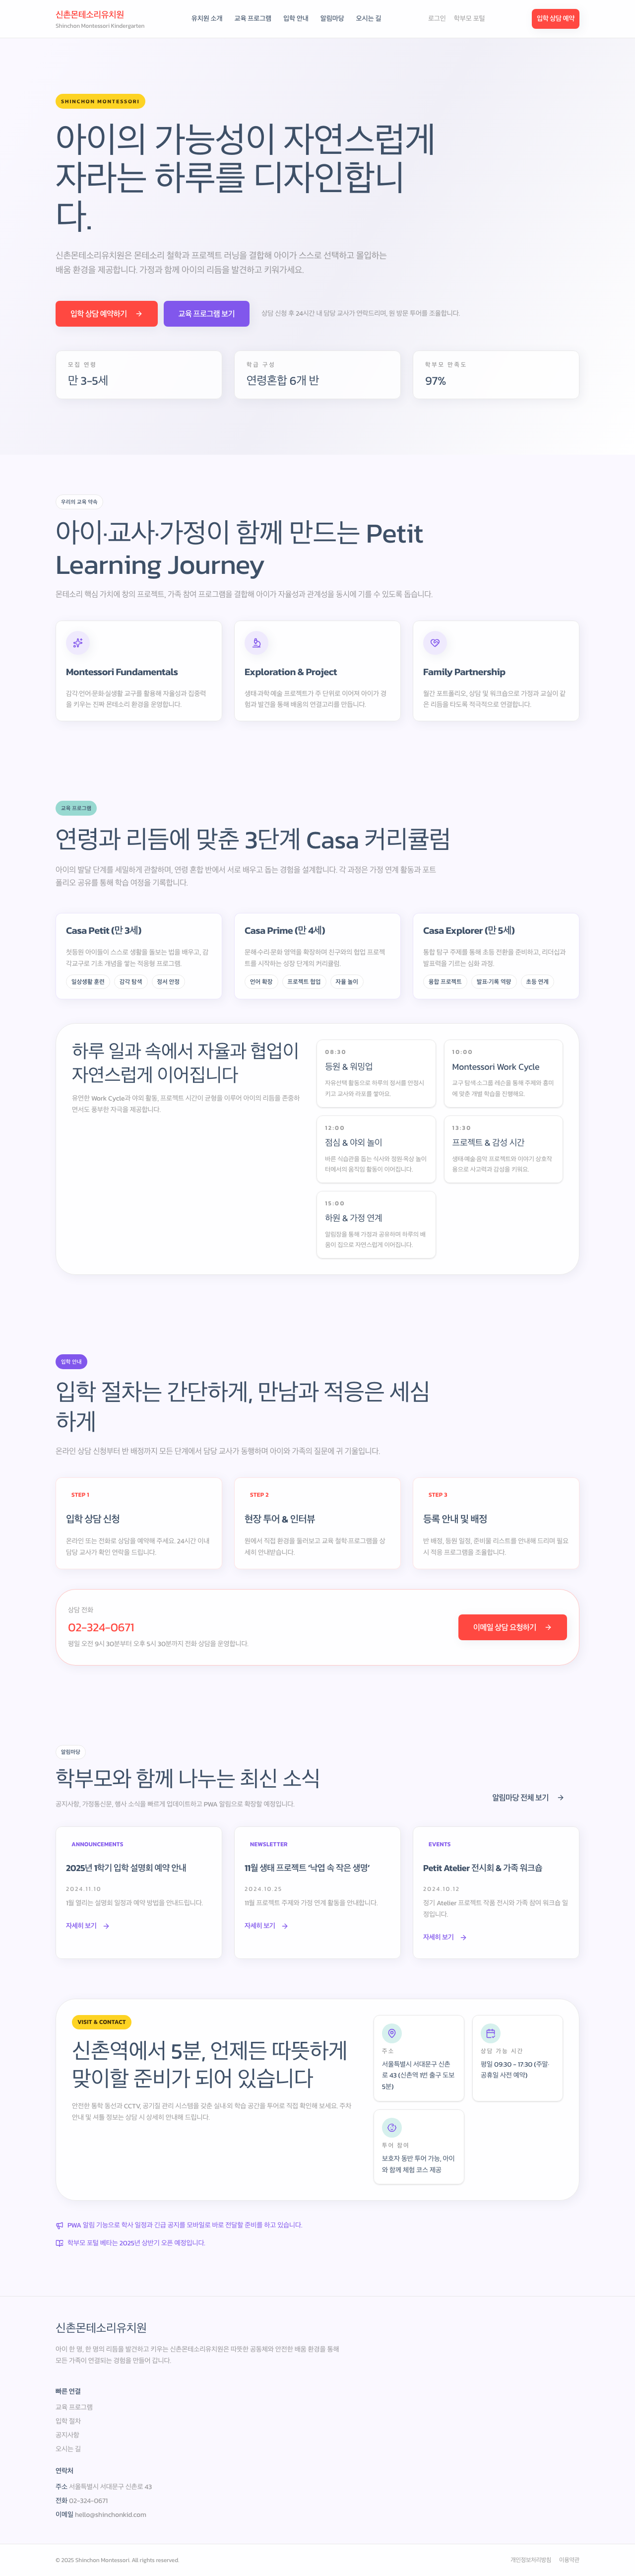 신촌몬테소리유치원
Shinchon Montessori Kindergarten
유치원 소개 교육 프로그램 입학 안내 알림마당 오시는 길
로그인 학부모 포털
입학 상담 예약
SHINCHON MONTESSORI
아이의 가능성이 자연스럽게
자라는 하루를 디자인합니
다.
신촌몬테소리유치원은 몬테소리 철학과 프로젝트 러닝을 결합해 아이가 스스로 선택하고 몰입하는
배움 환경을 제공합니다. 가정과 함께 아이의 리듬을 발견하고 키워가세요.
입학 상담 예약하기 →
교육 프로그램 보기
상담 신청 후 24시간 내 담당 교사가 연락드리며, 원 방문 투어를 조율합니다.
모집 연령
만 3-5세
학급 구성
연령혼합 6개 반
학부모 만족도
97%
우리의 교육 약속
아이·교사·가정이 함께 만드는 Petit
Learning Journey
몬테소리 핵심 가치에 창의 프로젝트, 가족 참여 프로그램을 결합해 아이가 자율성과 관계성을 동시에 기를 수 있도록 돕습니다.
Montessori Fundamentals
감각·언어·문화·실생활 교구를 활용해 자율성과 집중력
을 키우는 진짜 몬테소리 환경을 운영합니다.
Exploration & Project
생태·과학·예술 프로젝트가 주 단위로 이어져 아이가 경
험과 발견을 통해 배움의 연결고리를 만듭니다.
Family Partnership
월간 포트폴리오, 상담 및 워크숍으로 가정과 교실이 같
은 리듬을 타도록 적극적으로 연결합니다.
교육 프로그램
연령과 리듬에 맞춘 3단계 Casa 커리큘럼
아이의 발달 단계를 세밀하게 관찰하며, 연령 혼합 반에서 서로 배우고 돕는 경험을 설계합니다. 각 과정은 가정 연계 활동과 포트
폴리오 공유를 통해 학습 여정을 기록합니다.
Casa Petit (만 3세)
첫 등원 아이들이 스스로 생활을 돌보는 법을 배우고, 감
각교구로 기초 개념을 쌓는 적응형 프로그램.
일상생활 훈련 감각 탐색 정서 안정
Casa Prime (만 4세)
문해·수리·문화 영역을 확장하며 친구와의 협업 프로젝
트를 시작하는 성장 단계의 커리큘럼.
언어 확장 프로젝트 협업 자율 놀이
Casa Explorer (만 5세)
통합 탐구 주제를 통해 초등 전환을 준비하고, 리더십과
발표력을 기르는 심화 과정.
융합 프로젝트 발표·기록 역량 초등 연계
하루 일과 속에서 자율과 협업이
자연스럽게 이어집니다
유연한 Work Cycle과 야외 활동, 프로젝트 시간이 균형을 이루어 아이의 리듬을 존중하
면서도 풍부한 자극을 제공합니다.
08:30
등원 & 워밍업
자유선택 활동으로 하루의 정서를 안정시
키고 교사와 라포를 쌓아요.
10:00
Montessori Work Cycle
교구 탐색·소그룹 레슨을 통해 주제와 흥미
에 맞춘 개별 학습을 진행해요.
12:00
점심 & 야외 놀이
바른 식습관을 돕는 식사와 정원·옥상 놀이
터에서의 움직임 활동이 이어집니다.
13:30
프로젝트 & 감성 시간
생태·예술·음악 프로젝트와 이야기 상호작
용으로 사고력과 감성을 키워요.
15:00
하원 & 가정 연계
알림장을 통해 가정과 공유하며 하루의 배
움이 집으로 자연스럽게 이어집니다.
입학 안내
입학 절차는 간단하게, 만남과 적응은 세심
하게
온라인 상담 신청부터 반 배정까지 모든 단계에서 담당 교사가 동행하며 아이와 가족의 질문에 귀 기울입니다.
STEP 1
입학 상담 신청
온라인 또는 전화로 상담을 예약해 주세요. 24시간 이내
담당 교사가 확인 연락을 드립니다.
STEP 2
현장 투어 & 인터뷰
원에서 직접 환경을 둘러보고 교육 철학·프로그램을 상
세히 안내받습니다.
STEP 3
등록 안내 및 배정
반 배정, 등원 일정, 준비물 리스트를 안내해 드리며 필요
시 적응 프로그램을 조율합니다.
상담 전화
02-324-0671
평일 오전 9시 30분부터 오후 5시 30분까지 전화 상담을 운영합니다.
이메일 상담 요청하기 →
알림마당
학부모와 함께 나누는 최신 소식
공지사항, 가정통신문, 행사 소식을 빠르게 업데이트하고 PWA 알림으로 확장할 예정입니다.
알림마당 전체 보기 →
ANNOUNCEMENTS
2025년 1학기 입학 설명회 예약 안내
2024.11.10
1월 열리는 설명회 일정과 예약 방법을 안내드립니다.
자세히 보기 →
NEWSLETTER
11월 생태 프로젝트 '낙엽 속 작은 생명'
2024.10.25
11월 프로젝트 주제와 가정 연계 활동을 안내합니다.
자세히 보기 →
EVENTS
Petit Atelier 전시회 & 가족 워크숍
2024.10.12
정기 Atelier 프로젝트 작품 전시와 가족 참여 워크숍 일
정입니다.
자세히 보기 →
VISIT & CONTACT
신촌역에서 5분, 언제든 따뜻하게
맞이할 준비가 되어 있습니다
안전한 통학 동선과 CCTV, 공기질 관리 시스템을 갖춘 실내·외 학습 공간을 투어로 직접 확인해 보세요. 주차
안내 및 셔틀 정보는 상담 시 상세히 안내해 드립니다.
주소
서울특별시 서대문구 신촌
로 43 (신촌역 1번 출구 도보
5분)
상담 가능 시간
평일 09:30 - 17:30 (주말·
공휴일 사전 예약)
투어 참여
보호자 동반 투어 가능, 아이
와 함께 체험 코스 제공
PWA 알림 기능으로 학사 일정과 긴급 공지를 모바일로 바로 전달할 준비를 하고 있습니다.
학부모 포털 베타는 2025년 상반기 오픈 예정입니다.
신촌몬테소리유치원
아이 한 명, 한 명의 리듬을 발견하고 키우는 신촌몬테소리유치원은 따뜻한 공동체와 안전한 배움 환경을 통해
모든 가족이 연결되는 경험을 만들어 갑니다.
빠른 연결
교육 프로그램
입학 절차
공지사항
오시는 길
연락처
주소 서울특별시 서대문구 신촌로 43
전화 02-324-0671
이메일 hello@shinchonkid.com
© 2025 Shinchon Montessori. All rights reserved.
개인정보처리방침 이용약관